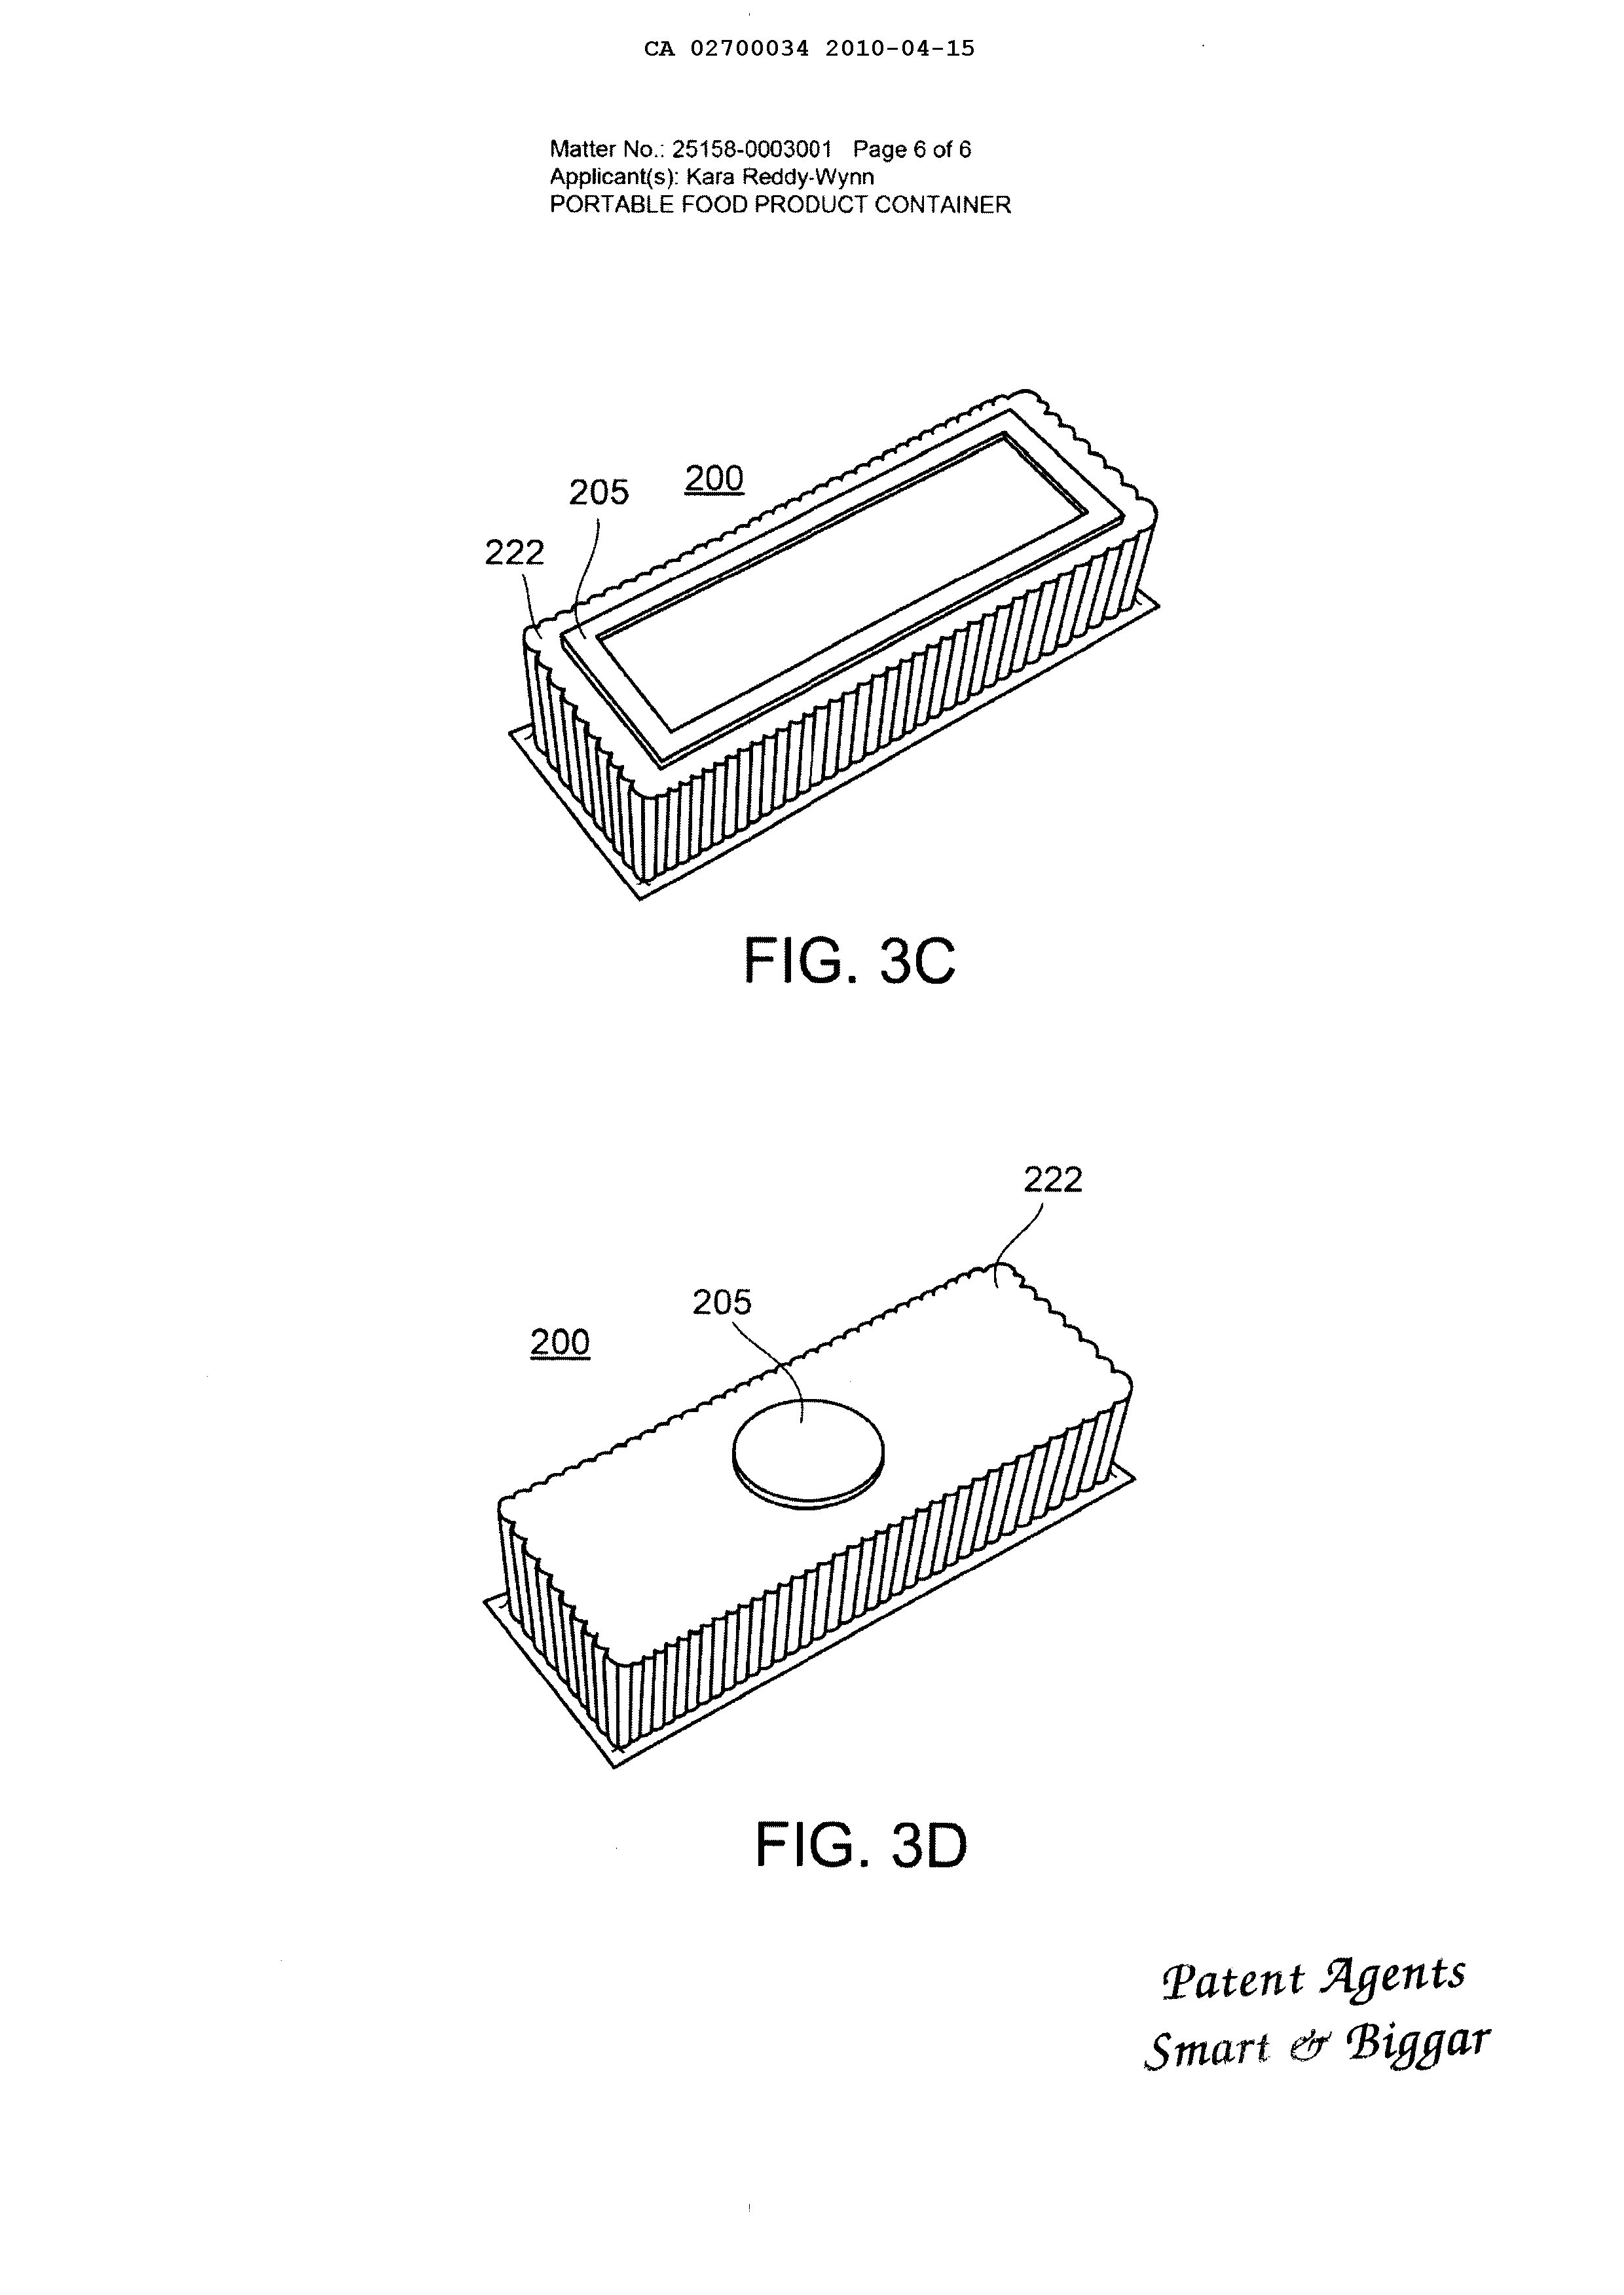 CA 02700034 2010-04-15
Matter No.: 25158-0003001 Page 6 of 6
Applicant(s): Kara Reddy-Wynn
PORTABLE FOOD PRODUCT CONTAINER
200
205
222
FIG. 3C
222
205
200
FIG. 3D
Patent Agents
Smart & Biggar